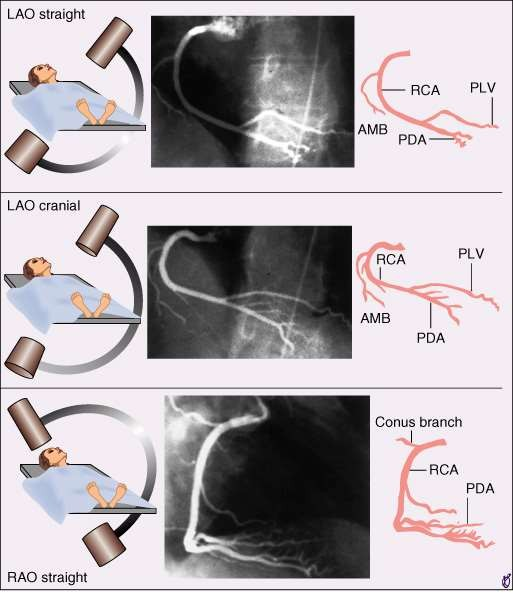 LAO straight
RCA
PLV
AMB
PDA
LAO cranial
RCA
PLV
AMB
PDA
Conus branch
RCA
PDA
RAO straight